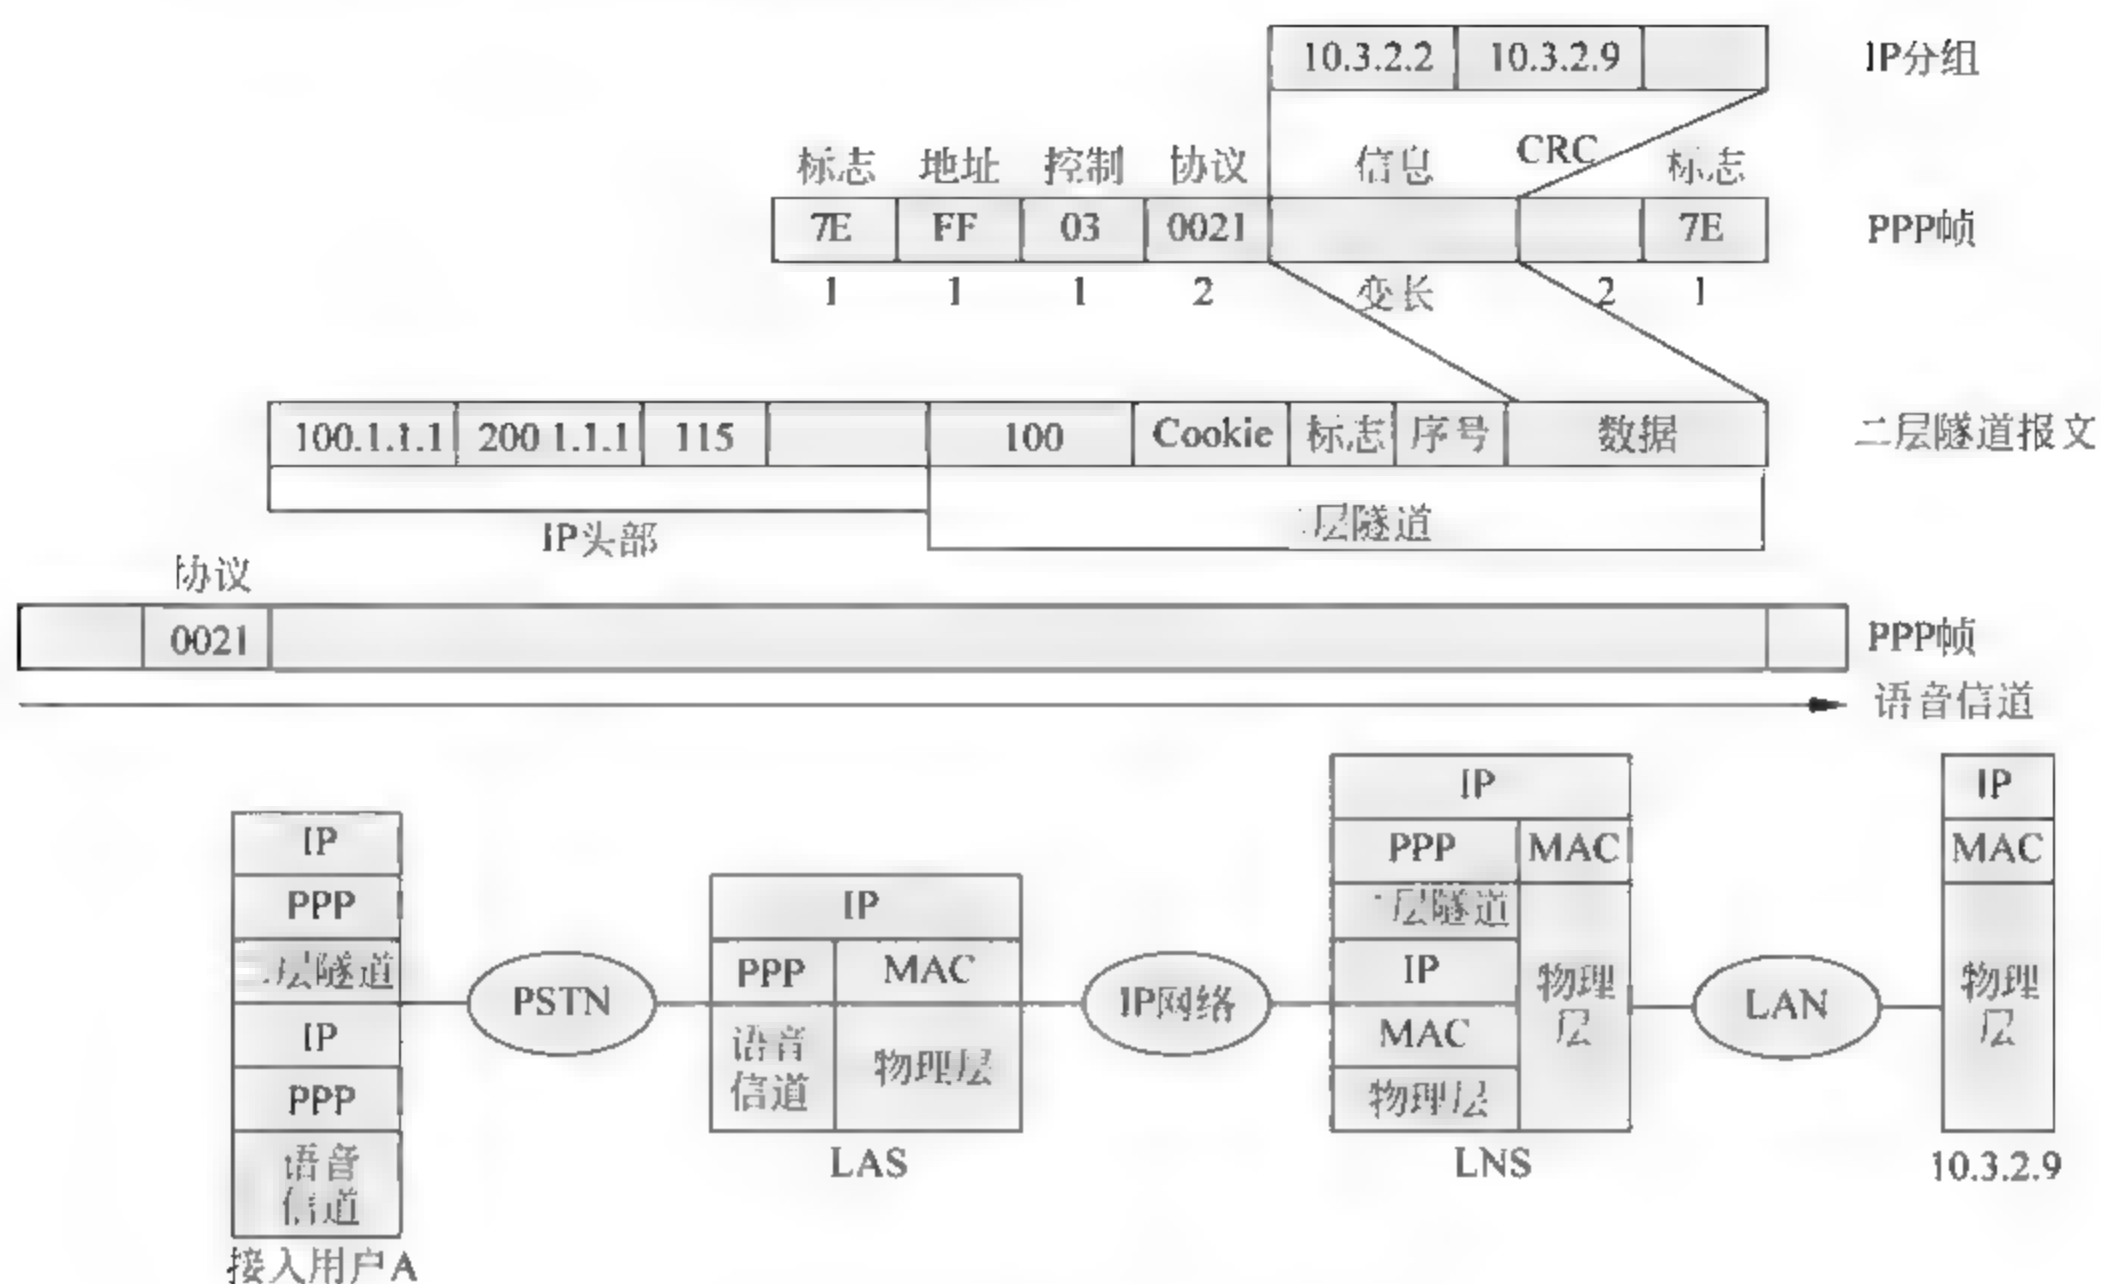 10.3.2.2 10.3.2.9 IP分组
CRC
标志 地址 控制 协议 信息 标志
7E FF 03 0021 7E PPP帧
1 1 1 2 变长 2 1
100.1.1.1 200 1.1.1 115 100 Cookie 标志 序号 数据 二层隧道报文
IP头部 层隧道
协议
0021 PPP帧
语音信道
IP
PPP
二层隧道
IP
PPP
语音
信道
接入用户A
PSTN
IP
PPP MAC
语音
信道
物理层
LAS
IP网络
IP
PPP MAC
层隧道
IP
MAC
物理层
物理
层
LNS
LAN
IP
MAC
物理
层
10.3.2.9